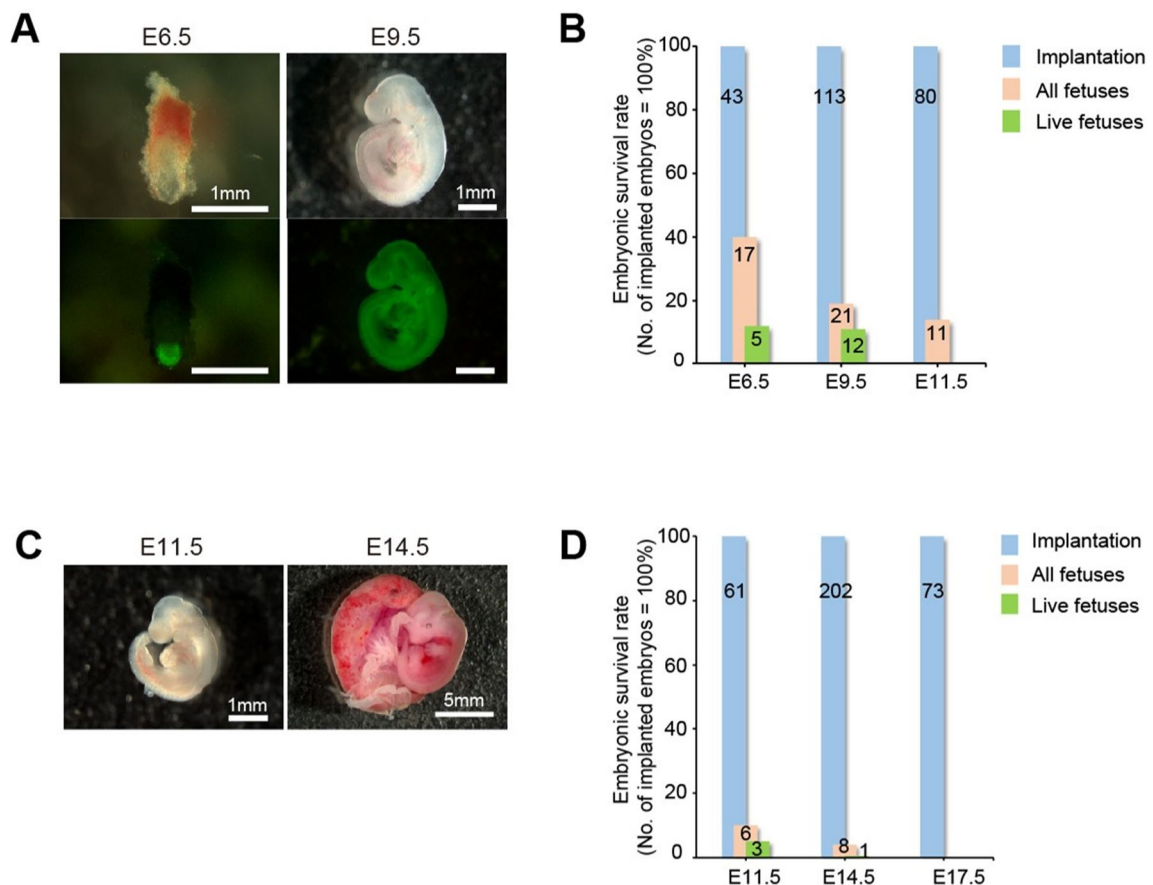 A
E6.5
E9.5
1mm
1mm
B
Embryonic survival rate
(No. of implanted embryos = 100%)
100
80
60
40
20
0
43
17
5
113
21
12
80
11
E6.5
E9.5
E11.5
Implantation
All fetuses
Live fetuses
C
E11.5
E14.5
1mm
5mm
D
Embryonic survival rate
(No. of implanted embryos = 100%)
100
80
60
40
20
0
61
6
3
202
8
1
73
E11.5
E14.5
E17.5
Implantation
All fetuses
Live fetuses